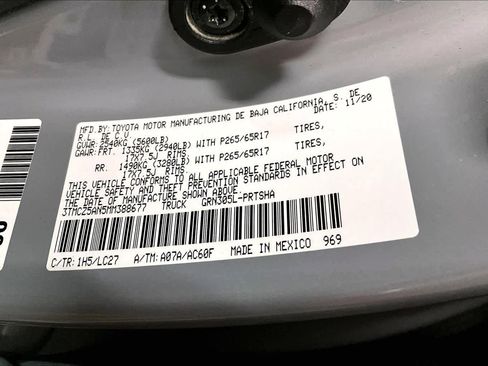 MFD.BY:TOYOTA MOTOR MANUFACTURING DE BAJA CALIFORNIA, S. DE
R.L. DE C.V. 11/20
GVWR: 2540KG (5600LB)
GAWR:FRT. 1335KG (2940LB) WITH P265/65R17 TIRES,
17X7.5J RIMS
RR. 1490KG (3280LB) WITH P265/65R17 TIRES,
17X7.5J RIMS
THIS VEHICLE CONFORMS TO ALL APPLICABLE FEDERAL MOTOR
VEHICLE SAFETY AND THEFT PREVENTION STANDARDS IN EFFECT ON
THE DATE OF MANUFACTURE SHOWN ABOVE.
3TMCZ5AN5MM388677 TRUCK GRN305L-PRTSHA
C/TR: 1H5/LC27 A/TM: A07A/AC60F MADE IN MEXICO 969